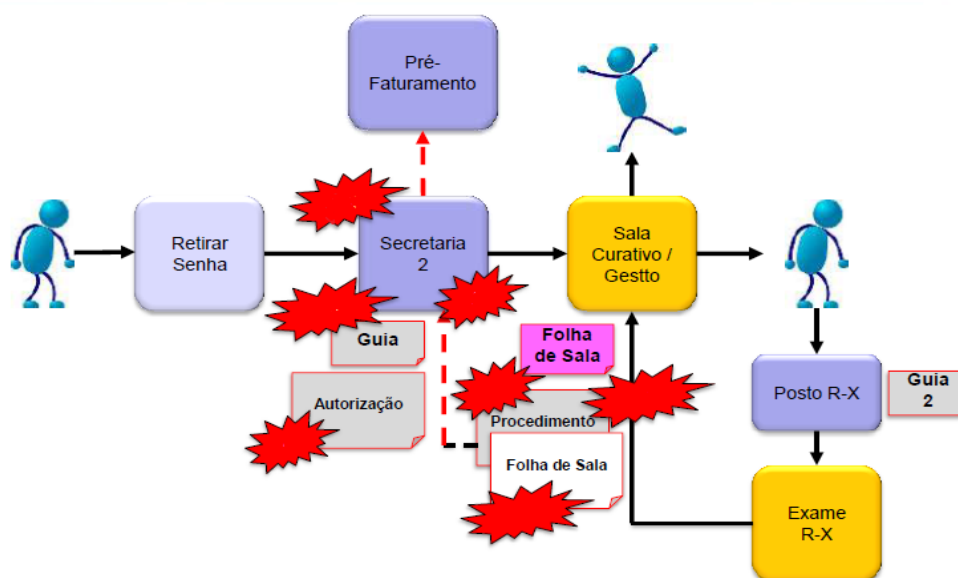 Pré-
Faturamento
Retirar
Senha
Secretaria
2
Sala
Curativo /
Gestto
Guia
Autorização
Folha
de Sala
Procedimento
Folha de Sala
Posto R-X
Guia
2
Exame
R-X